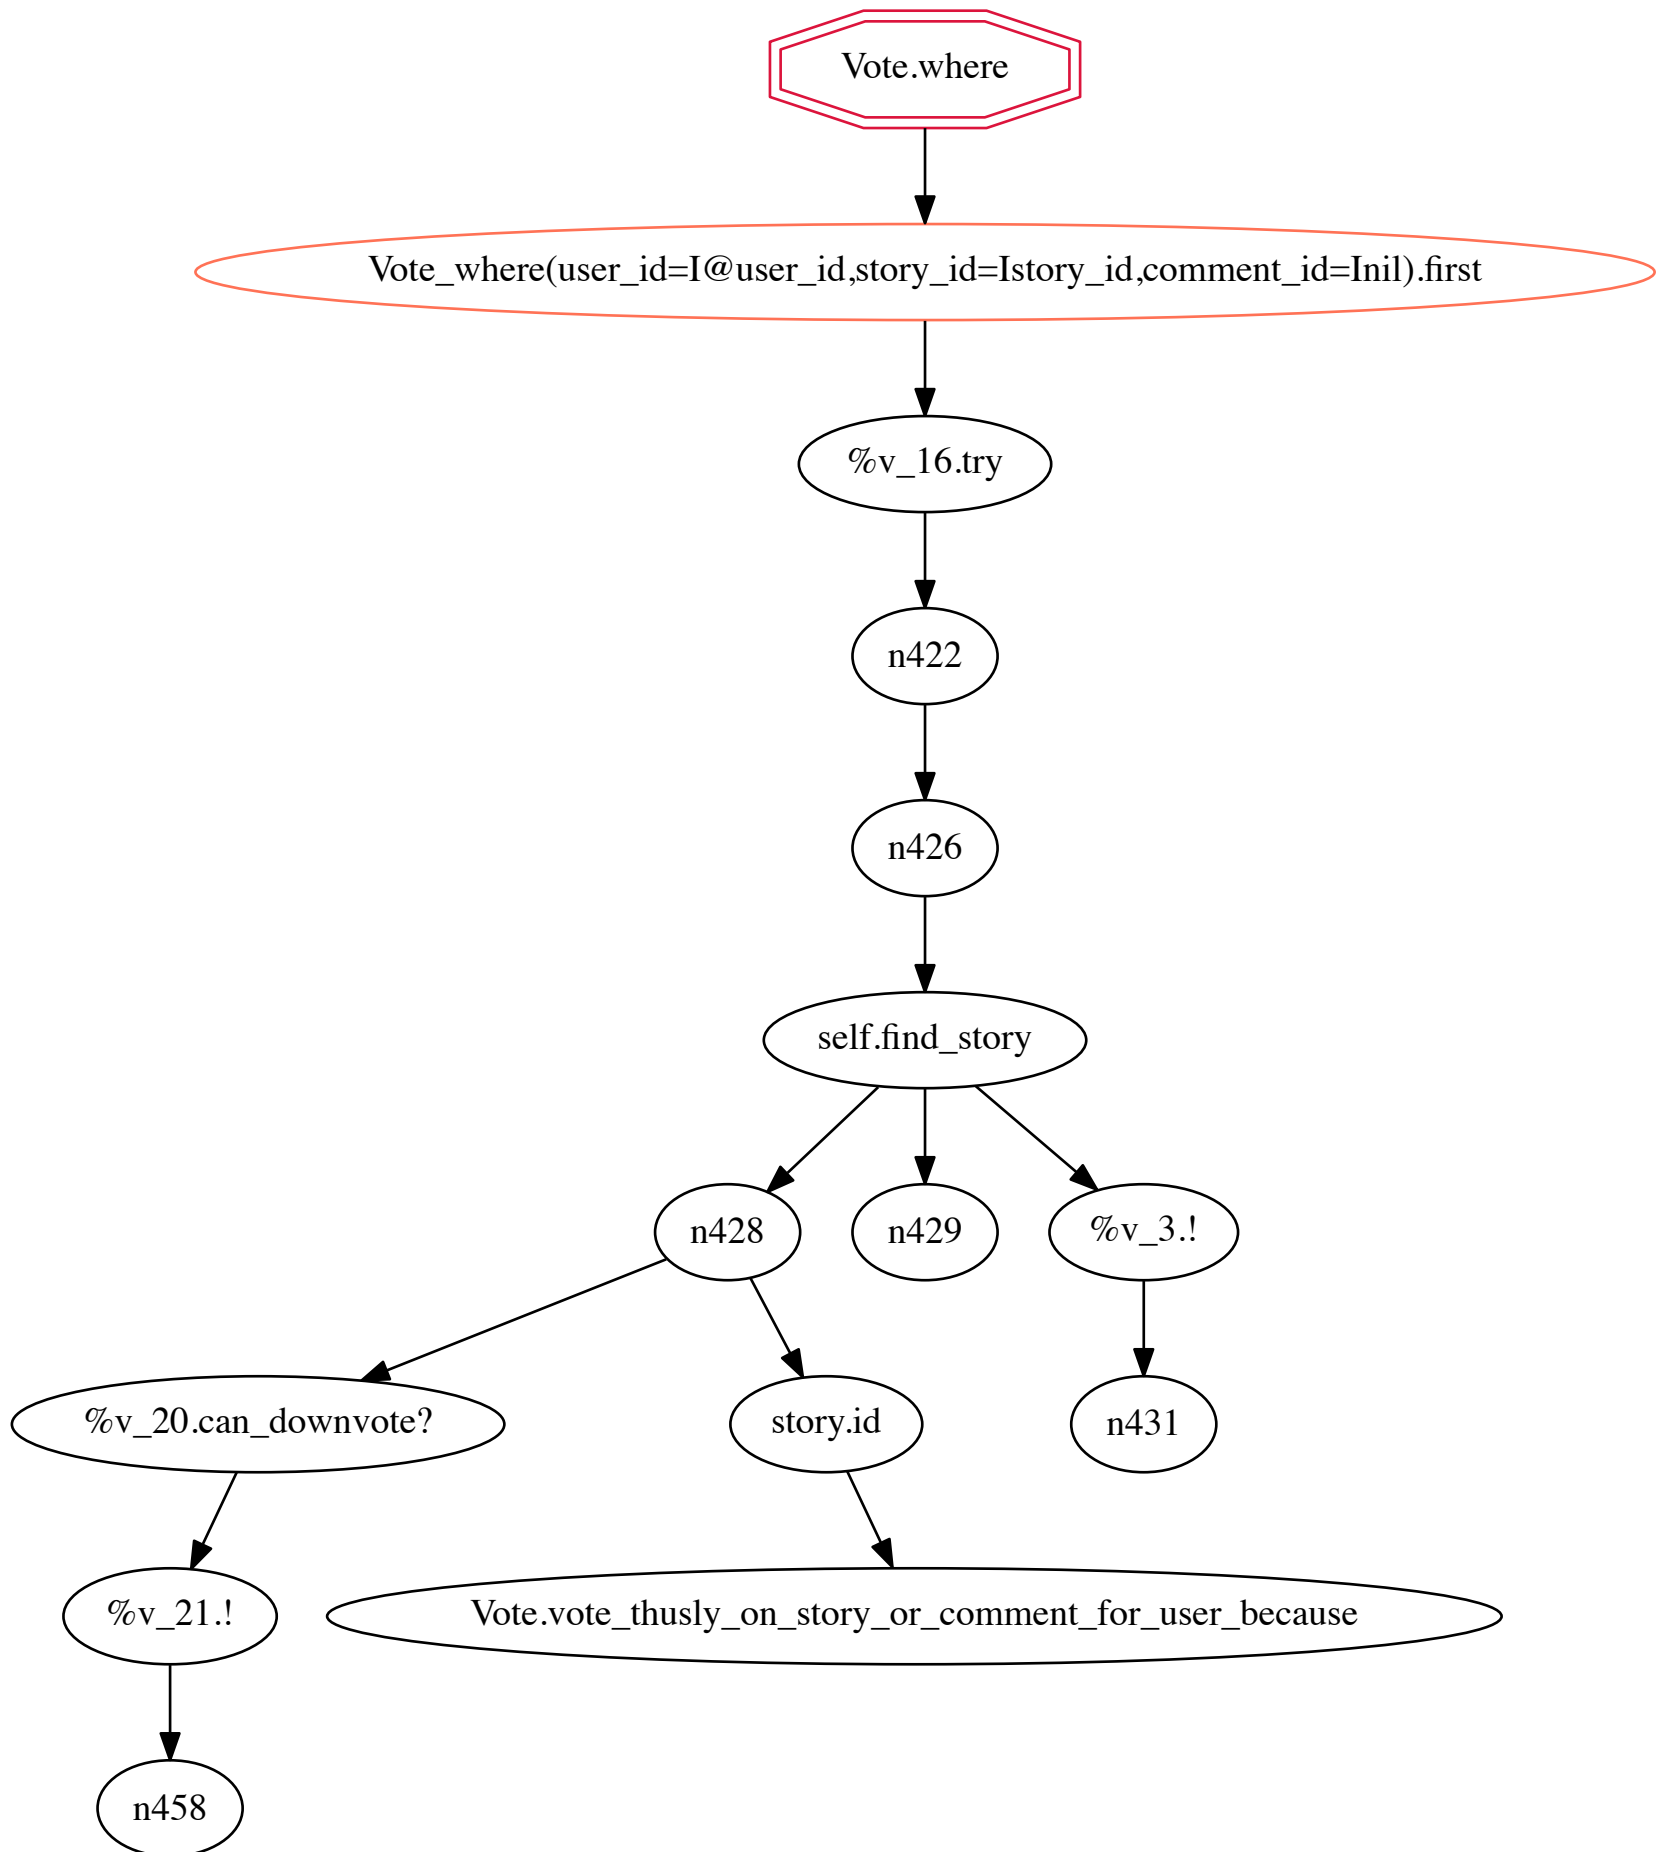 Vote.where
Vote_where(user_id=I@user_id,story_id=Istory_id,comment_id=Inil).first
%v_16.try
n422
n426
self.find_story
n428
n429
%v_3.!
%v_20.can_downvote?
story.id
n431
%v_21.!
Vote.vote_thusly_on_story_or_comment_for_user_because
n458